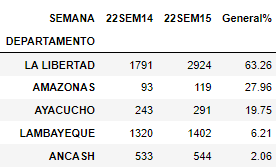 SEMANA 22SEM14 22SEM15 General%
DEPARTAMENTO
LA LIBERTAD 1791 2924 63.26
AMAZONAS 93 119 27.96
AYACUCHO 243 291 19.75
LAMBAYEQUE 1320 1402 6.21
ANCASH 533 544 2.06